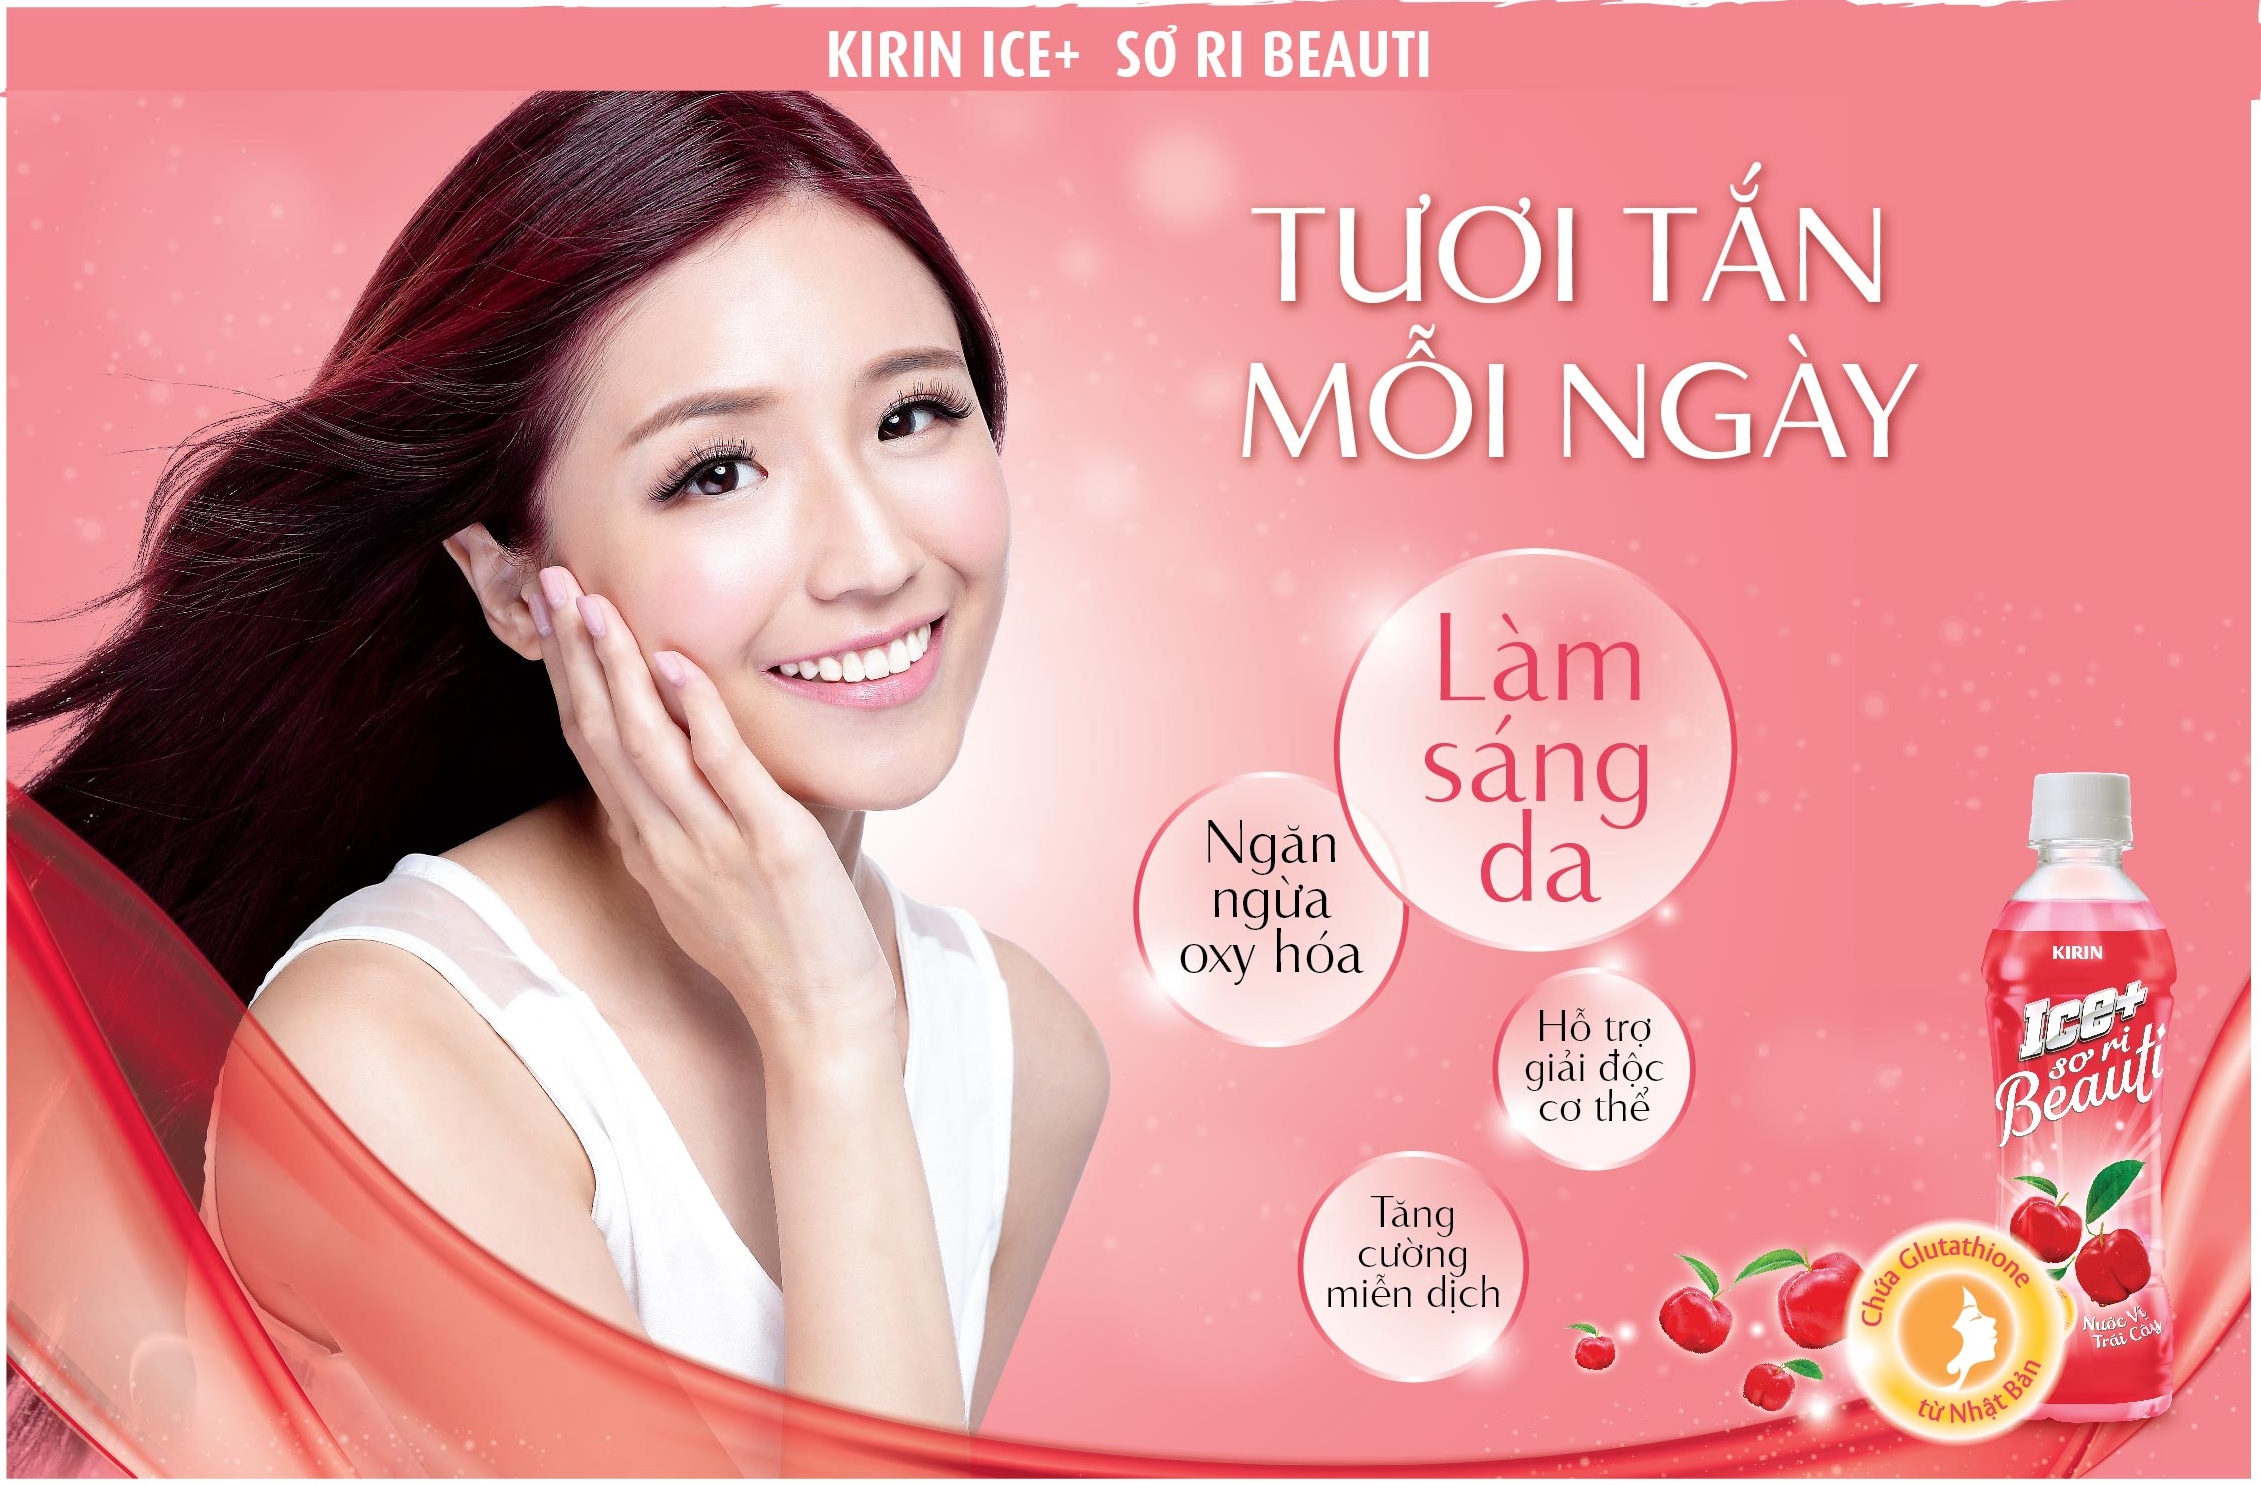 KIRIN ICE+ SƠ RI BEAUTI
TƯƠI TẮN
MỖI NGÀY
Làm
sáng
da
Ngăn
ngừa
oxy hóa
Hỗ trợ
giải độc
cơ thể
Tăng
cường
miễn dịch
KIRIN
Ice+
sơ ri
Beauti
Nước Vị
Trái Cây
Chứa Glutathione
từ Nhật Bản